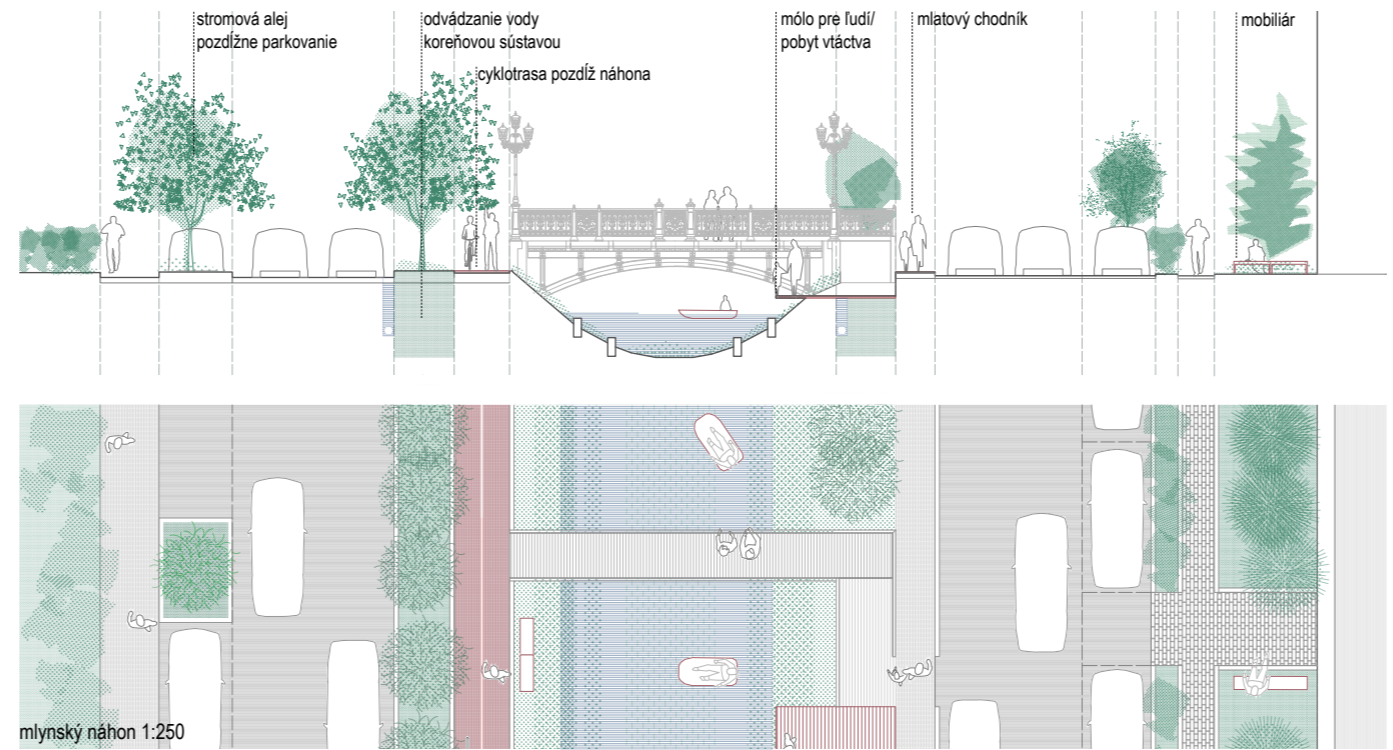 stromová alej
pozdĺžne parkovanie
odvádzanie vody
koreňovou sústavou
cyklotrasa pozdĺž náhona
mólo pre ľudí/
pobyt vtáctva
mlatový chodník
mobiliár
mlynský náhon 1:250